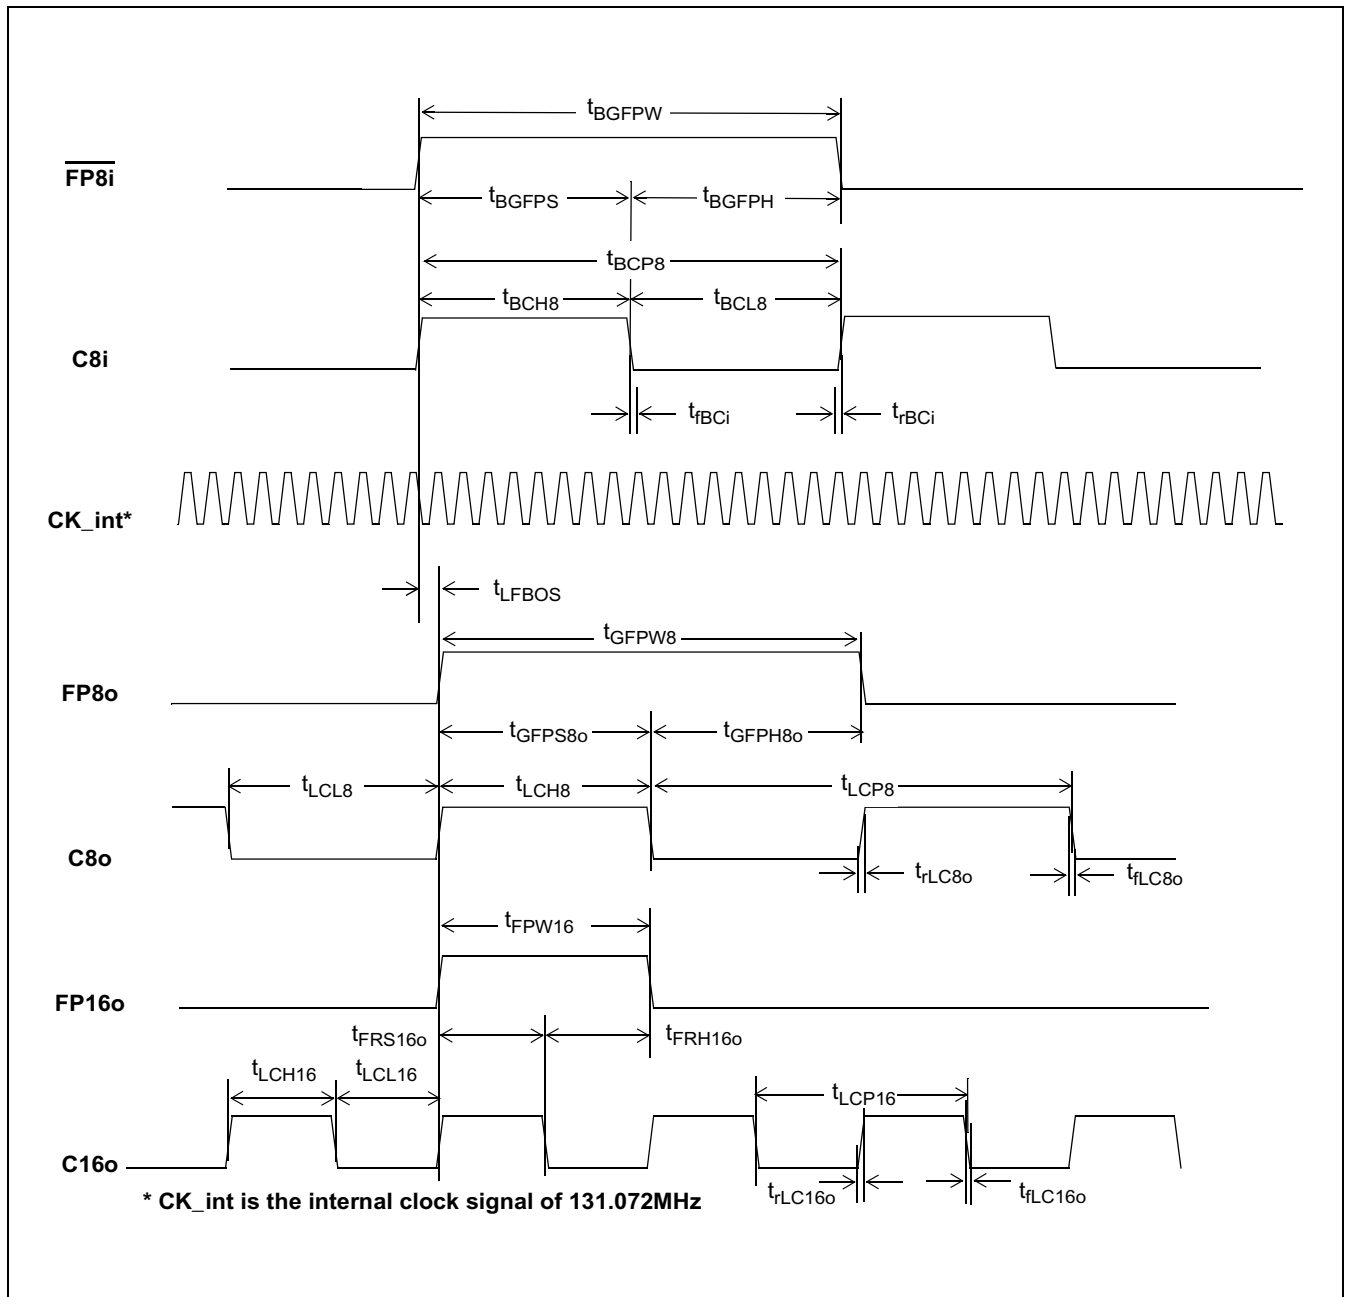 tBGFPW
FP8i
tBGFPS tBGFPH
tBCP8
tBCH8 tBCL8
C8i
tfBCi trBCi
CK_int*
tLFBOS
tGFPW8
FP8o
tGFPS8o tGFPH8o
tLCL8 tLCH8 tLCP8
C8o
trLC8o tfLC8o
tFPW16
FP16o
tFRS16o tFRH16o
tLCH16 tLCL16 tLCP16
C16o
trLC16o tfLC16o
* CK_int is the internal clock signal of 131.072MHz